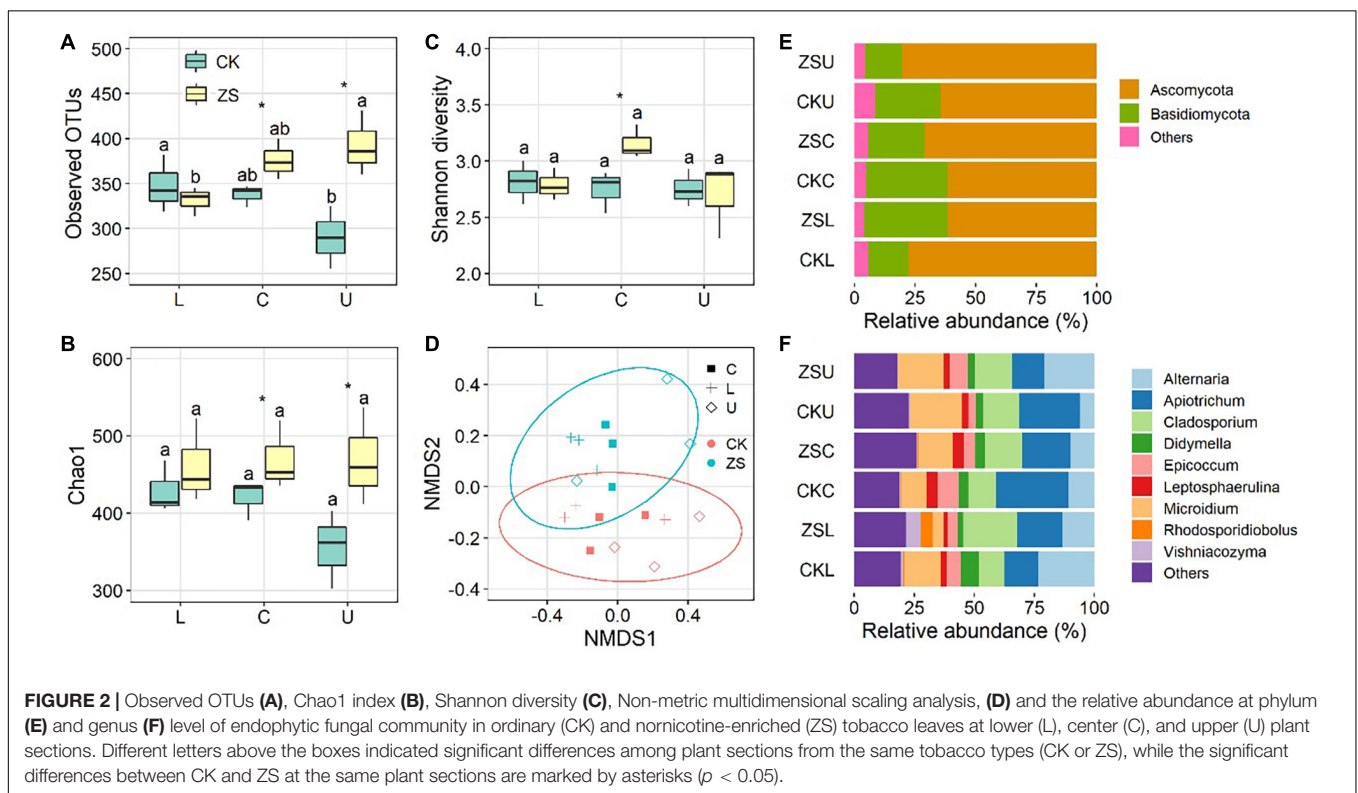 A
500
450
400
350
300
250
Observed OTUs
CK
ZS
a
b
ab
*
ab
b
*
a
L
C
U
C
4.0
3.5
3.0
2.5
2.0
Shannon diversity
a
a
a
*
a
a
a
L
C
U
E
ZSU
CKU
ZSC
CKC
ZSL
CKL
0
25
50
75
100
Relative abundance (%)
Ascomycota
Basidiomycota
Others
B
600
500
400
300
Chao1
a
a
a
*
a
a
*
a
L
C
U
D
0.4
0.2
0.0
-0.2
-0.4
NMDS2
-0.4
0.0
0.4
NMDS1
C
L
U
CK
ZS
F
ZSU
CKU
ZSC
CKC
ZSL
CKL
0
25
50
75
100
Relative abundance (%)
Alternaria
Apiotrichum
Cladosporium
Didymella
Epicoccum
Leptosphaerulina
Microidium
Rhodosporidiobolus
Vishniacozyma
Others
FIGURE 2 | Observed OTUs (A), Chao1 index (B), Shannon diversity (C), Non-metric multidimensional scaling analysis, (D) and the relative abundance at phylum
(E) and genus (F) level of endophytic fungal community in ordinary (CK) and nornicotine-enriched (ZS) tobacco leaves at lower (L), center (C), and upper (U) plant
sections. Different letters above the boxes indicated significant differences among plant sections from the same tobacco types (CK or ZS), while the significant
differences between CK and ZS at the same plant sections are marked by asterisks (p < 0.05).